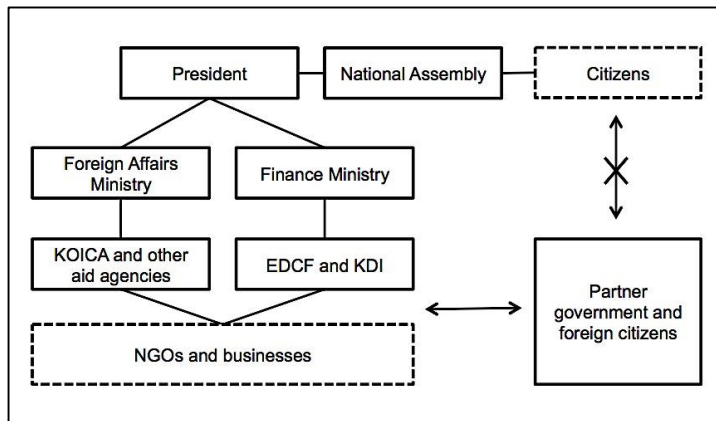 President
National Assembly
Citizens
Foreign Affairs
Ministry
Finance Ministry
KOICA and other
aid agencies
EDCF and KDI
Partner
government and
foreign citizens
NGOs and businesses